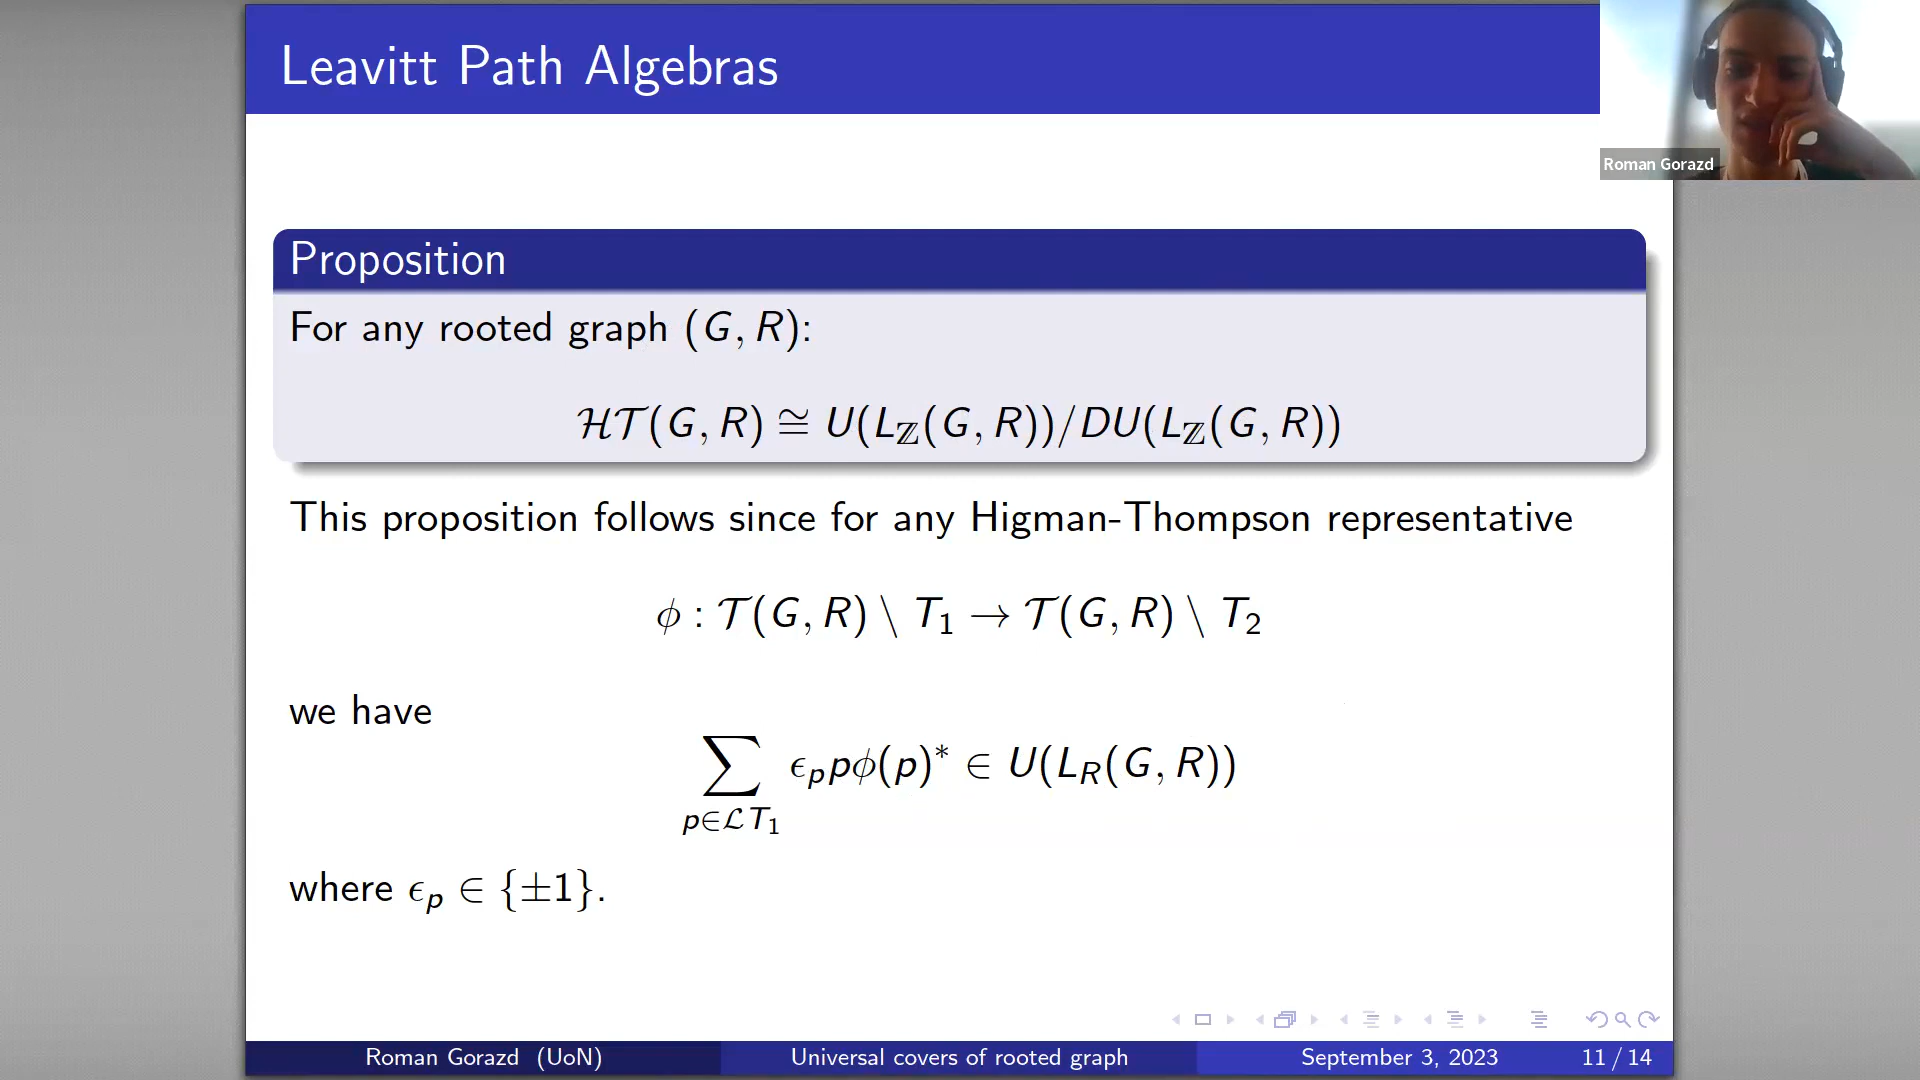 Leavitt Path Algebras
Roman Gorazd
Proposition
For any rooted graph (G, R):
ℋ𝒯(G, R) ≅ U(L_ℤ(G, R))/DU(L_ℤ(G, R))
This proposition follows since for any Higman-Thompson representative
ϕ : 𝒯(G, R) \ T₁ → 𝒯(G, R) \ T₂
we have
∑_{p∈ℒT₁} ϵ_p pϕ(p)* ∈ U(L_R(G, R))
where ϵ_p ∈ {±1}.
Roman Gorazd (UoN) Universal covers of rooted graph September 3, 2023 11 / 14